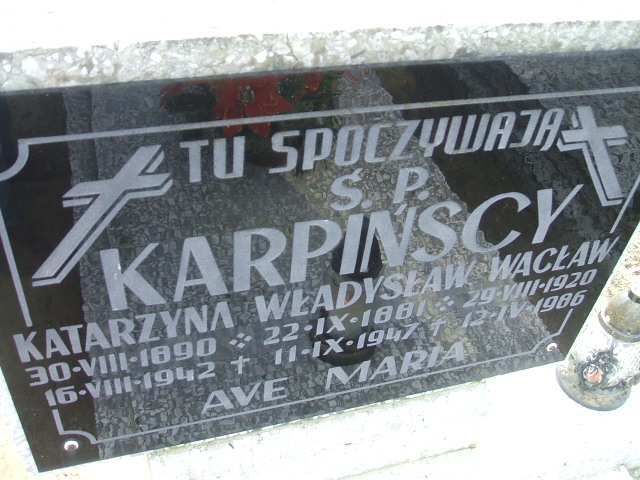 TU SPOCZYWAJĄ
Ś. P.
KARPIŃSCY
KATARZYNA WŁADYSŁAW WACŁAW
30·VIII·1890 22·IX·1881 29·VIII·1920
16·VIII·1942 † 11·IX·1947 † 12·IV·1986
AVE MARIA